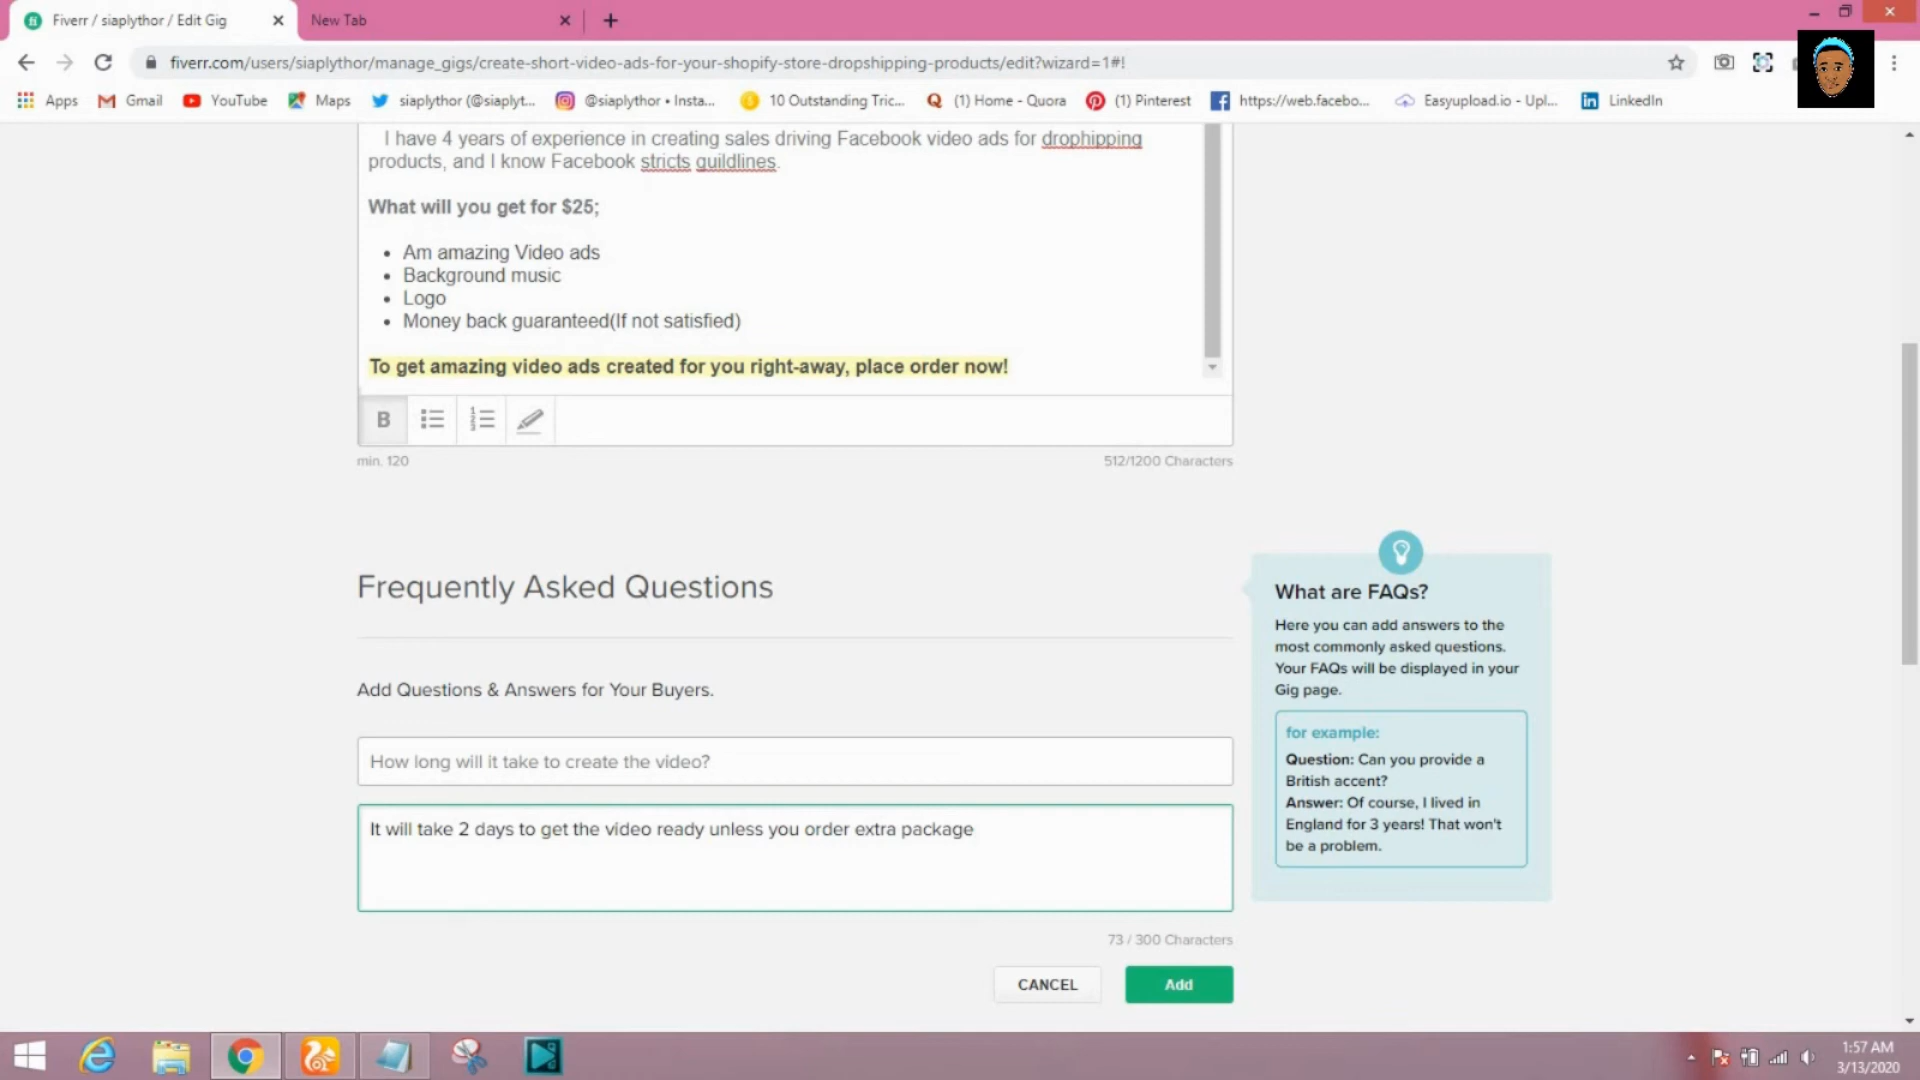 Fiverr / siaplythor / Edit Gig
New Tab
fiverr.com/users/siaplythor/manage_gigs/create-short-video-ads-for-your-shopify-store-dropshipping-products/edit?wizard=1#!
Apps Gmail YouTube Maps siaplythor (@siaplyt... @siaplythor • Insta... 10 Outstanding Tric... (1) Home - Quora (1) Pinterest https://web.facebo... Easyupload.io - Upl... LinkedIn
I have 4 years of experience in creating sales driving Facebook video ads for drophipping
products, and I know Facebook stricts guildlines.
What will you get for $25;
• Am amazing Video ads
• Background music
• Logo
• Money back guaranteed(If not satisfied)
To get amazing video ads created for you right-away, place order now!
B
min. 120
512/1200 Characters
Frequently Asked Questions
Add Questions & Answers for Your Buyers.
How long will it take to create the video?
It will take 2 days to get the video ready unless you order extra package
73 / 300 Characters
CANCEL
Add
What are FAQs?
Here you can add answers to the
most commonly asked questions.
Your FAQs will be displayed in your
Gig page.
for example:
Question: Can you provide a
British accent?
Answer: Of course, I lived in
England for 3 years! That won't
be a problem.
1:57 AM
3/13/2020